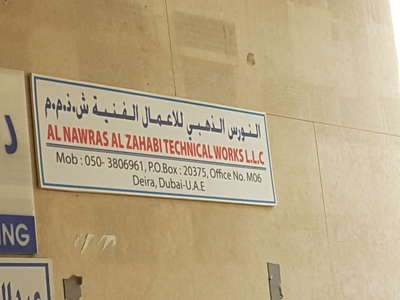 النورس الذهبي للاعمال الفنية ش.ذ.م.م
AL NAWRAS AL ZAHABI TECHNICAL WORKS L.L.C
Mob : 050- 3806961, P.O.Box : 20375, Office No. M06
Deira, Dubai-U.A.E
ING